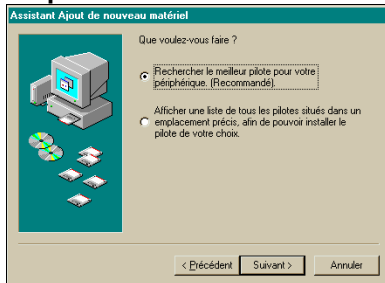 Assistant Ajout de nouveau matériel
Que voulez-vous faire ?
Rechercher le meilleur pilote pour votre
périphérique. (Recommandé).
Afficher une liste de tous les pilotes situés dans un
emplacement précis, afin de pouvoir installer le
pilote de votre choix.
< Précédent Suivant > Annuler